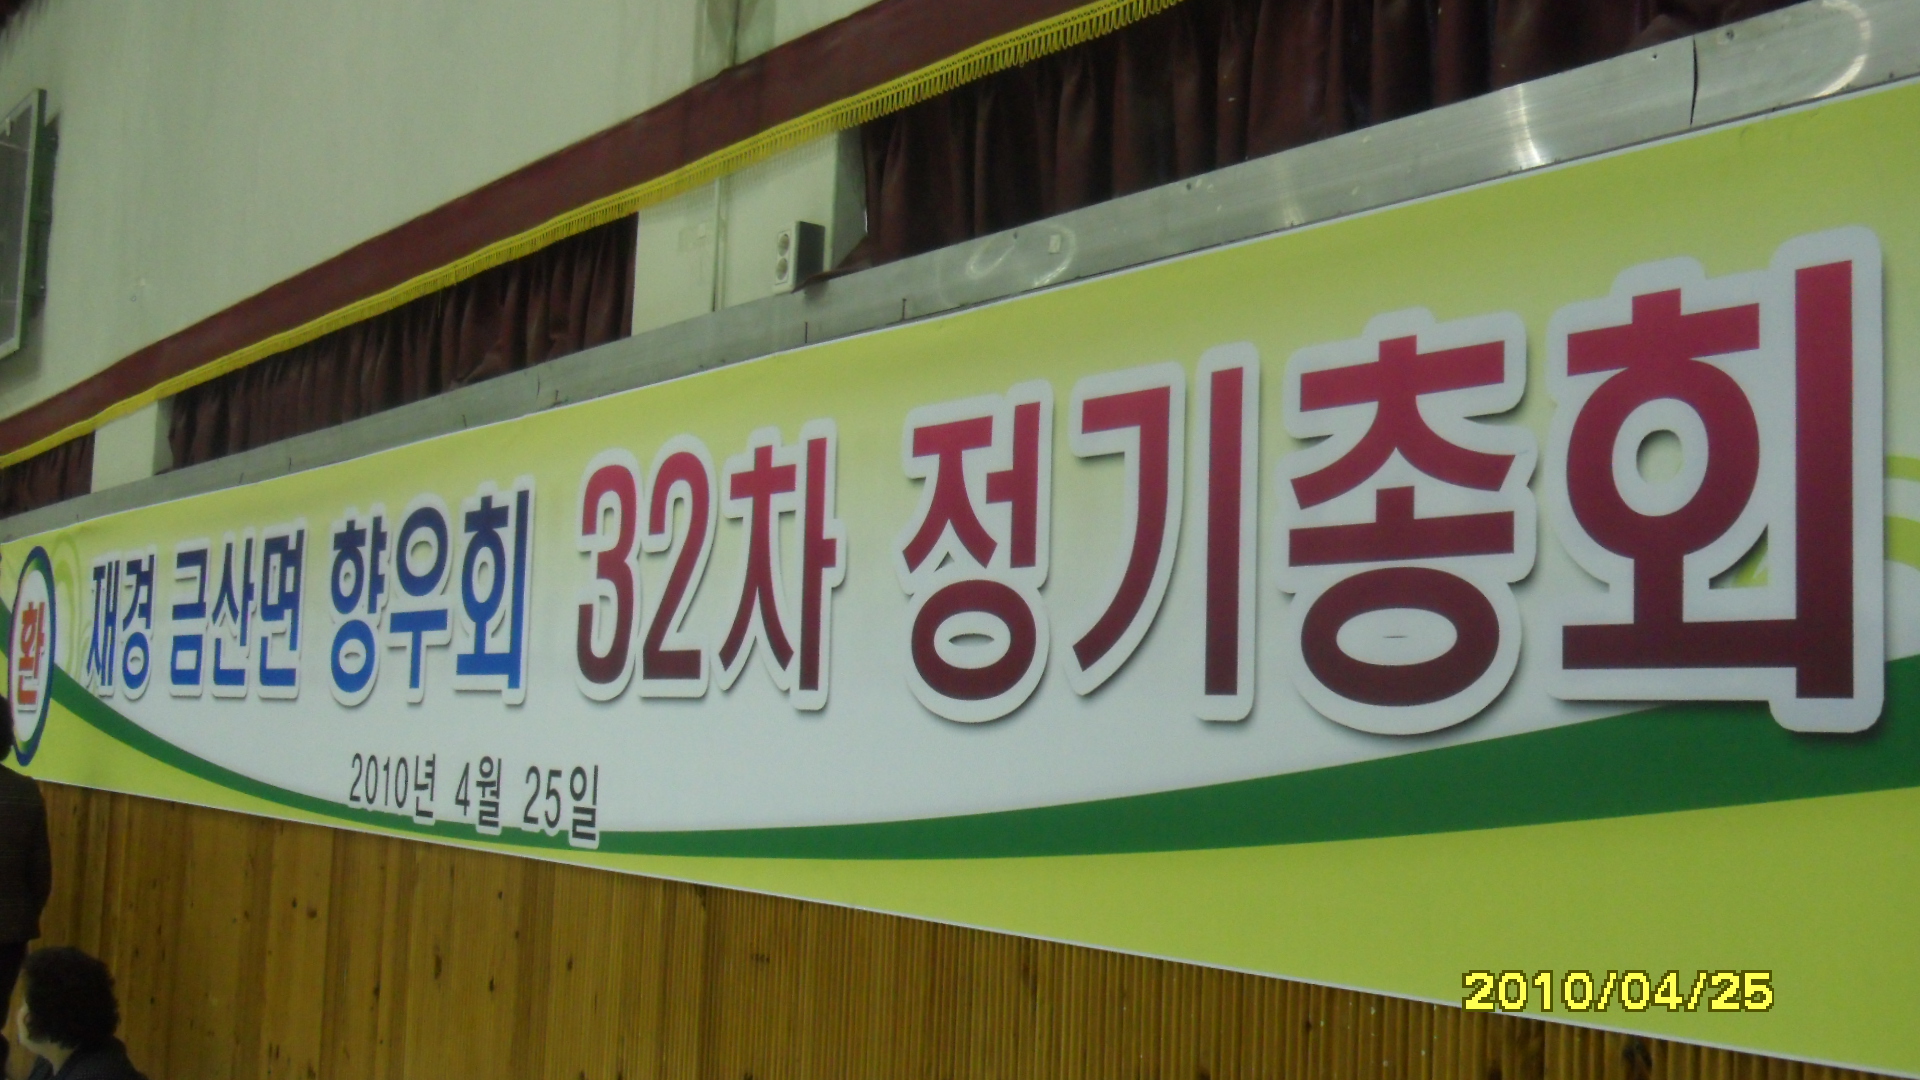 환 재경 금산면 향우회 32차 정기총회
2010년 4월 25일
2010/04/25